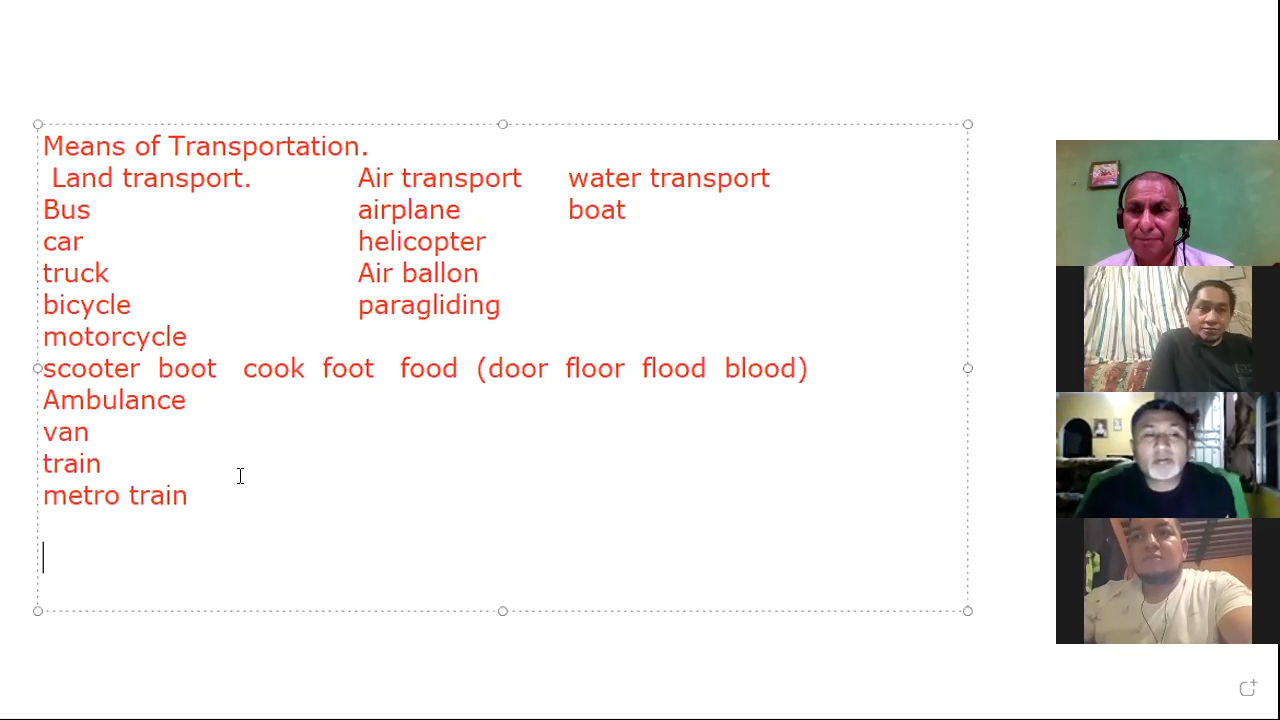 Means of Transportation.
Land transport. Air transport water transport
Bus airplane boat
car helicopter
truck Air ballon
bicycle paragliding
motorcycle
scooter boot cook foot food (door floor flood blood)
Ambulance
van
train
metro train